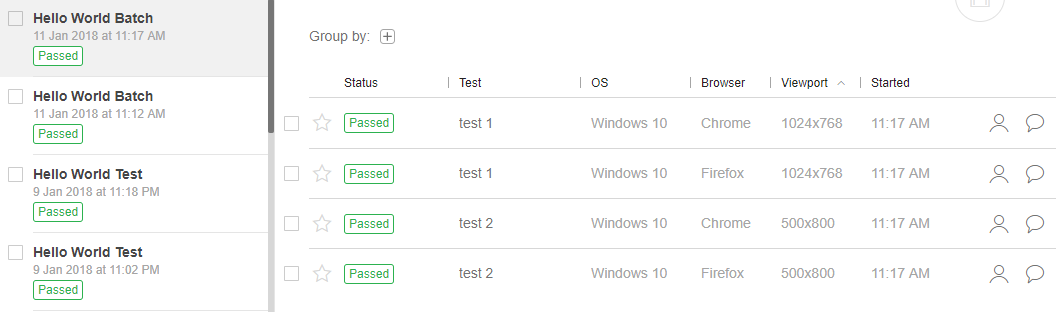 Hello World Batch
11 Jan 2018 at 11:17 AM
Passed
Hello World Batch
11 Jan 2018 at 11:12 AM
Passed
Hello World Test
9 Jan 2018 at 11:18 PM
Passed
Hello World Test
9 Jan 2018 at 11:02 PM
Passed
Group by:
Status Test OS Browser Viewport Started
Passed test 1 Windows 10 Chrome 1024x768 11:17 AM
Passed test 1 Windows 10 Firefox 1024x768 11:17 AM
Passed test 2 Windows 10 Chrome 500x800 11:17 AM
Passed test 2 Windows 10 Firefox 500x800 11:17 AM